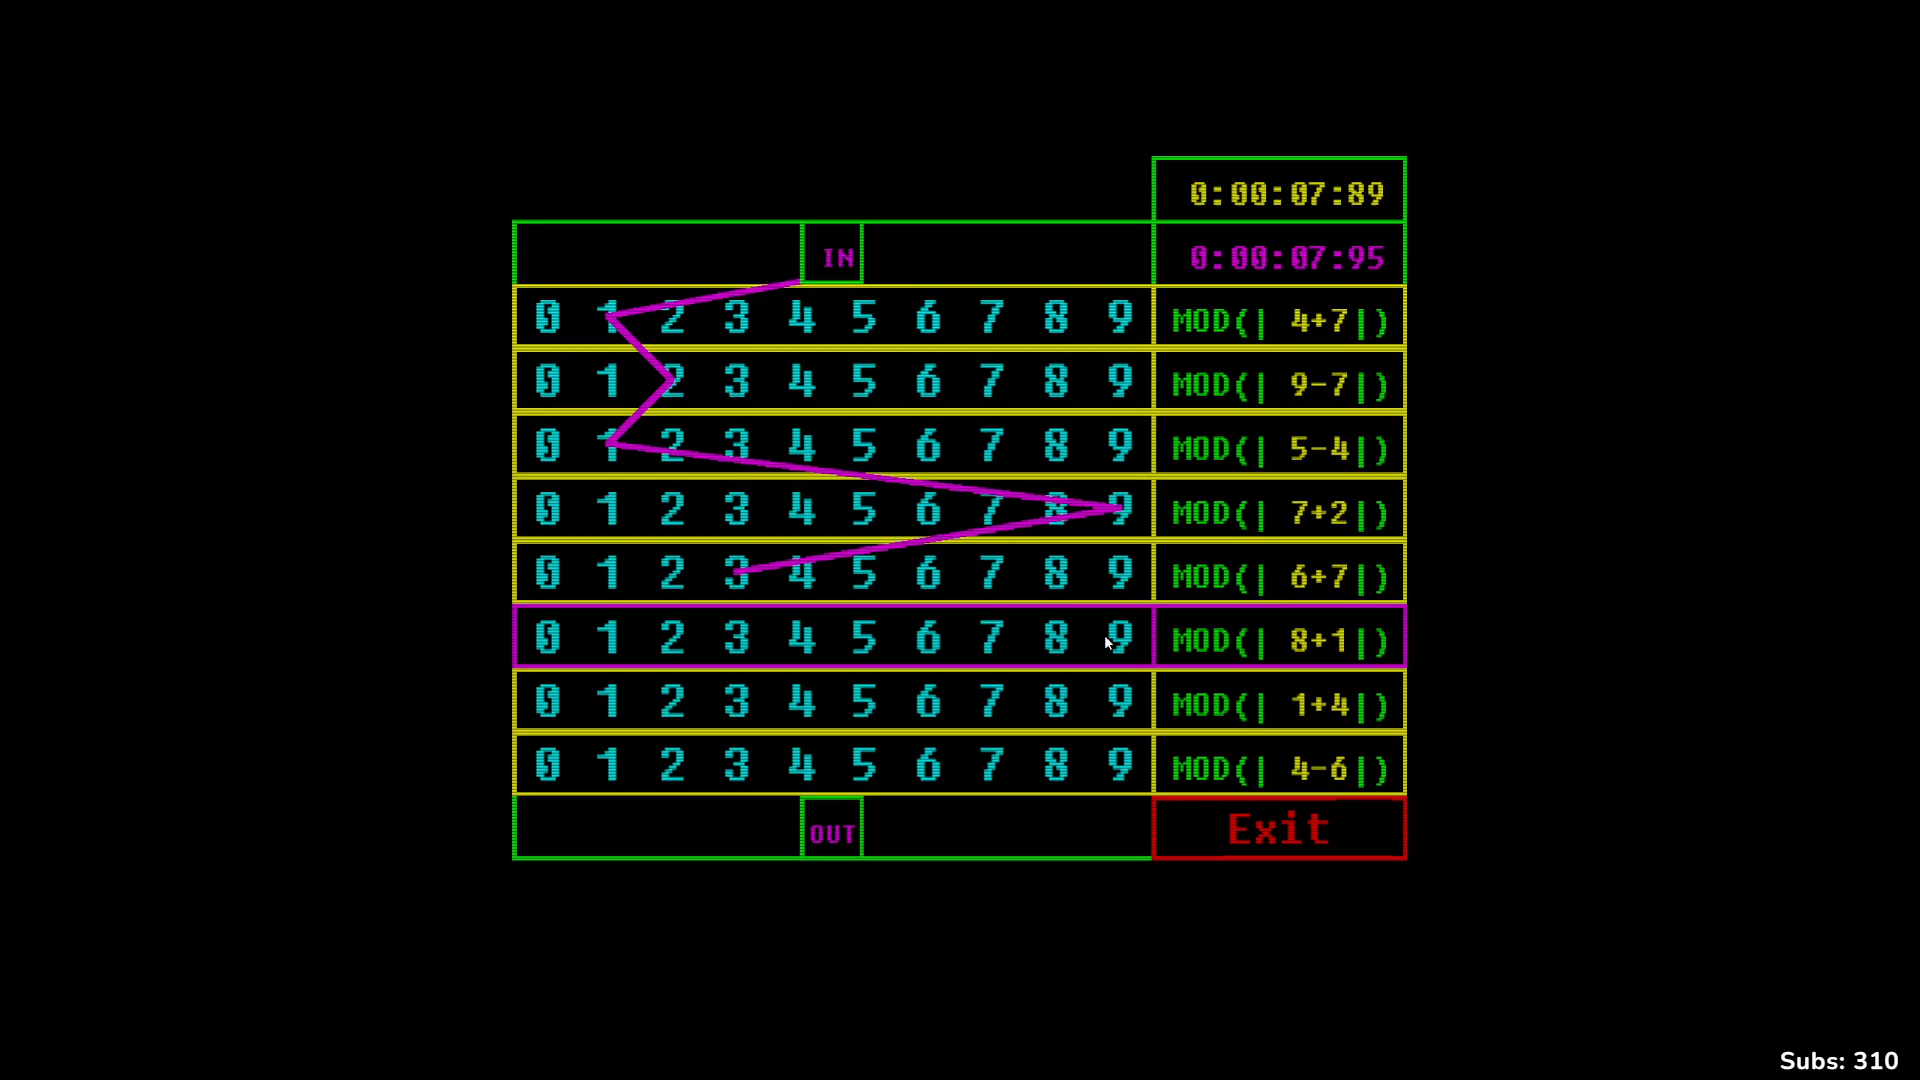 0:00:07:89
IN 0:00:07:95
0 1 2 3 4 5 6 7 8 9 MOD(| 4+7|)
0 1 2 3 4 5 6 7 8 9 MOD(| 9-7|)
0 1 2 3 4 5 6 7 8 9 MOD(| 5-4|)
0 1 2 3 4 5 6 7 8 9 MOD(| 7+2|)
0 1 2 3 4 5 6 7 8 9 MOD(| 6+7|)
0 1 2 3 4 5 6 7 8 9 MOD(| 8+1|)
0 1 2 3 4 5 6 7 8 9 MOD(| 1+4|)
0 1 2 3 4 5 6 7 8 9 MOD(| 4-6|)
OUT Exit
Subs: 310